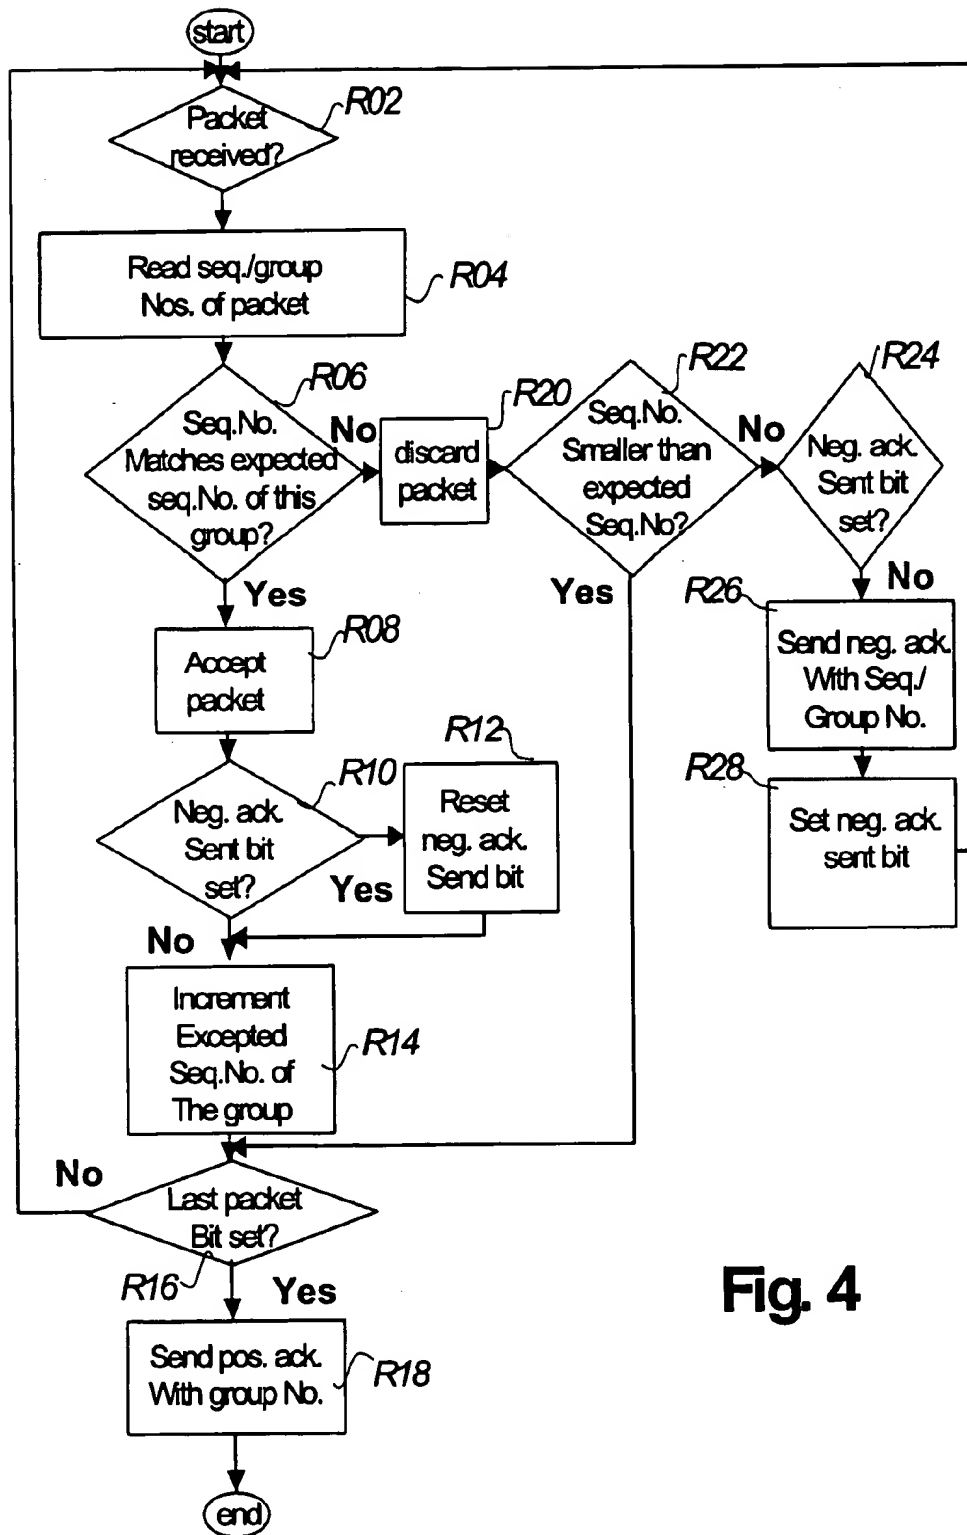 start
Packet
received?
R02
Read seq./group
Nos. of packet
R04
Seq.No.
Matches expected
seq.No. of this
group?
R06
No
Yes
discard
packet
R20
Seq.No.
Smaller than
expected
Seq.No?
R22
No
Yes
Neg. ack.
Sent bit
set?
R24
No
Send neg. ack.
With Seq./
Group No.
R26
Set neg. ack.
sent bit
R28
Accept
packet
R08
Neg. ack.
Sent bit
set?
R10
Yes
No
Reset
neg. ack.
Send bit
R12
Increment
Excepted
Seq.No. of
The group
R14
Last packet
Bit set?
R16
No
Yes
Send pos. ack.
With group No.
R18
end
Fig. 4